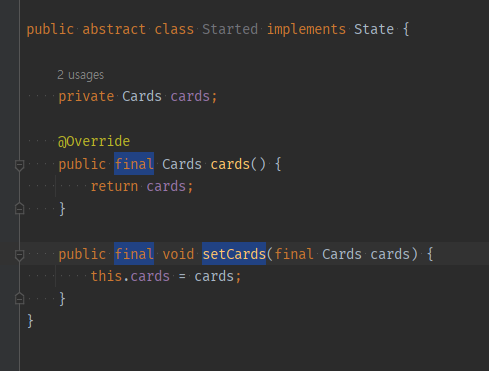 public abstract class Started implements State {
2 usages
private Cards cards;
@Override
public final Cards cards() {
return cards;
}
public final void setCards(final Cards cards) {
this.cards = cards;
}
}